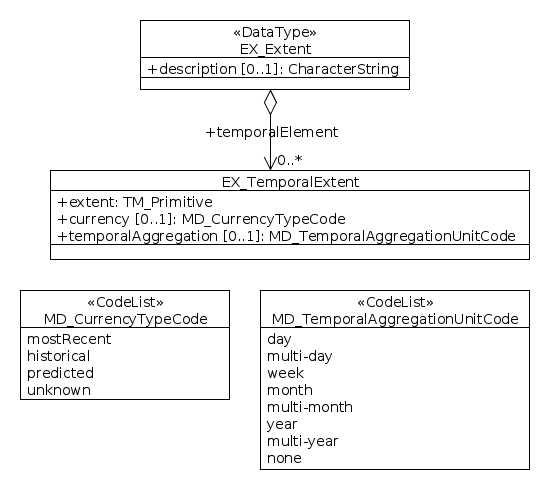 «DataType»
EX_Extent
+description [0..1]: CharacterString
+temporalElement
0..*
EX_TemporalExtent
+extent: TM_Primitive
+currency [0..1]: MD_CurrencyTypeCode
+temporalAggregation [0..1]: MD_TemporalAggregationUnitCode
«CodeList»
MD_CurrencyTypeCode
mostRecent
historical
predicted
unknown
«CodeList»
MD_TemporalAggregationUnitCode
day
multi-day
week
month
multi-month
year
multi-year
none